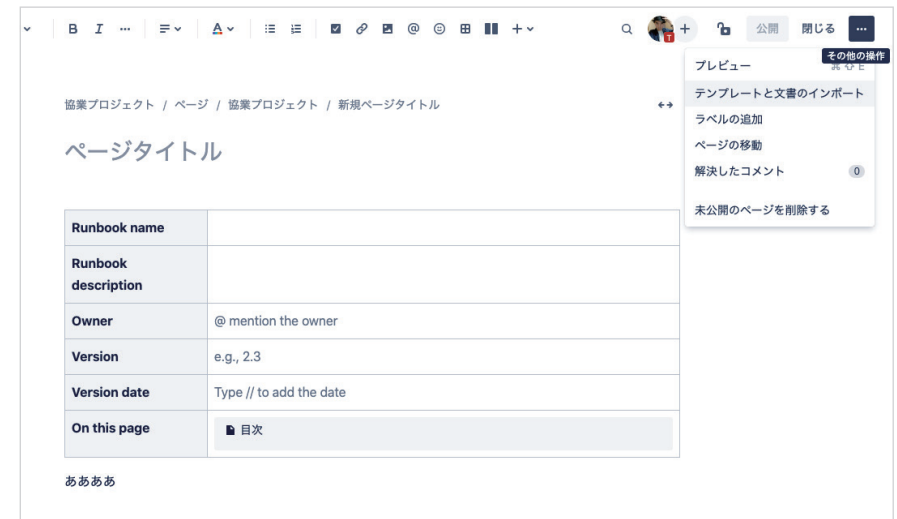 B I
A
@
公開
閉じる
その他の操作
プレビュー ⌘⇧E
テンプレートと文書のインポート
ラベルの追加
ページの移動
解決したコメント 0
未公開のページを削除する
協業プロジェクト / ページ / 協業プロジェクト / 新規ページタイトル
ページタイトル
Runbook name
Runbook
description
Owner @ mention the owner
Version e.g., 2.3
Version date Type // to add the date
On this page 目次
ああああ
T